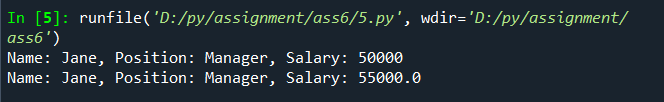 In [5]: runfile('D:/py/assignment/ass6/5.py', wdir='D:/py/assignment/
ass6')
Name: Jane, Position: Manager, Salary: 50000
Name: Jane, Position: Manager, Salary: 55000.0